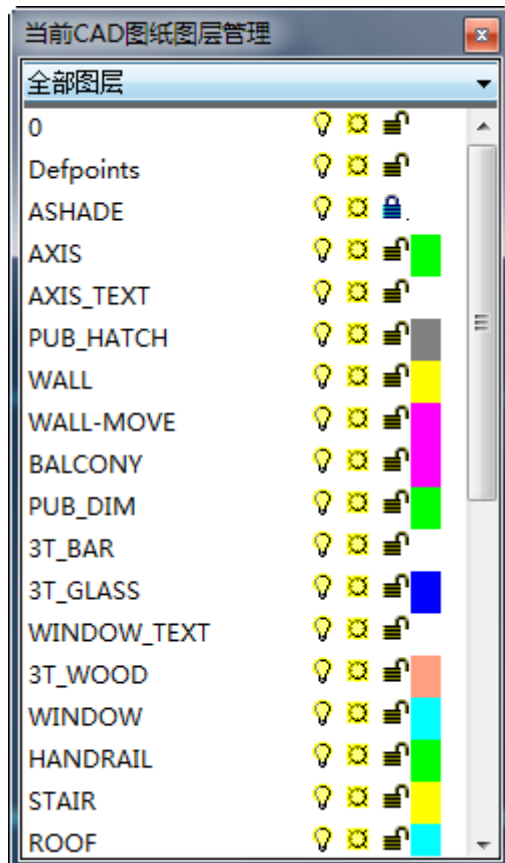 当前CAD图纸图层管理
全部图层
0
Defpoints
ASHADE
AXIS
AXIS_TEXT
PUB_HATCH
WALL
WALL-MOVE
BALCONY
PUB_DIM
3T_BAR
3T_GLASS
WINDOW_TEXT
3T_WOOD
WINDOW
HANDRAIL
STAIR
ROOF